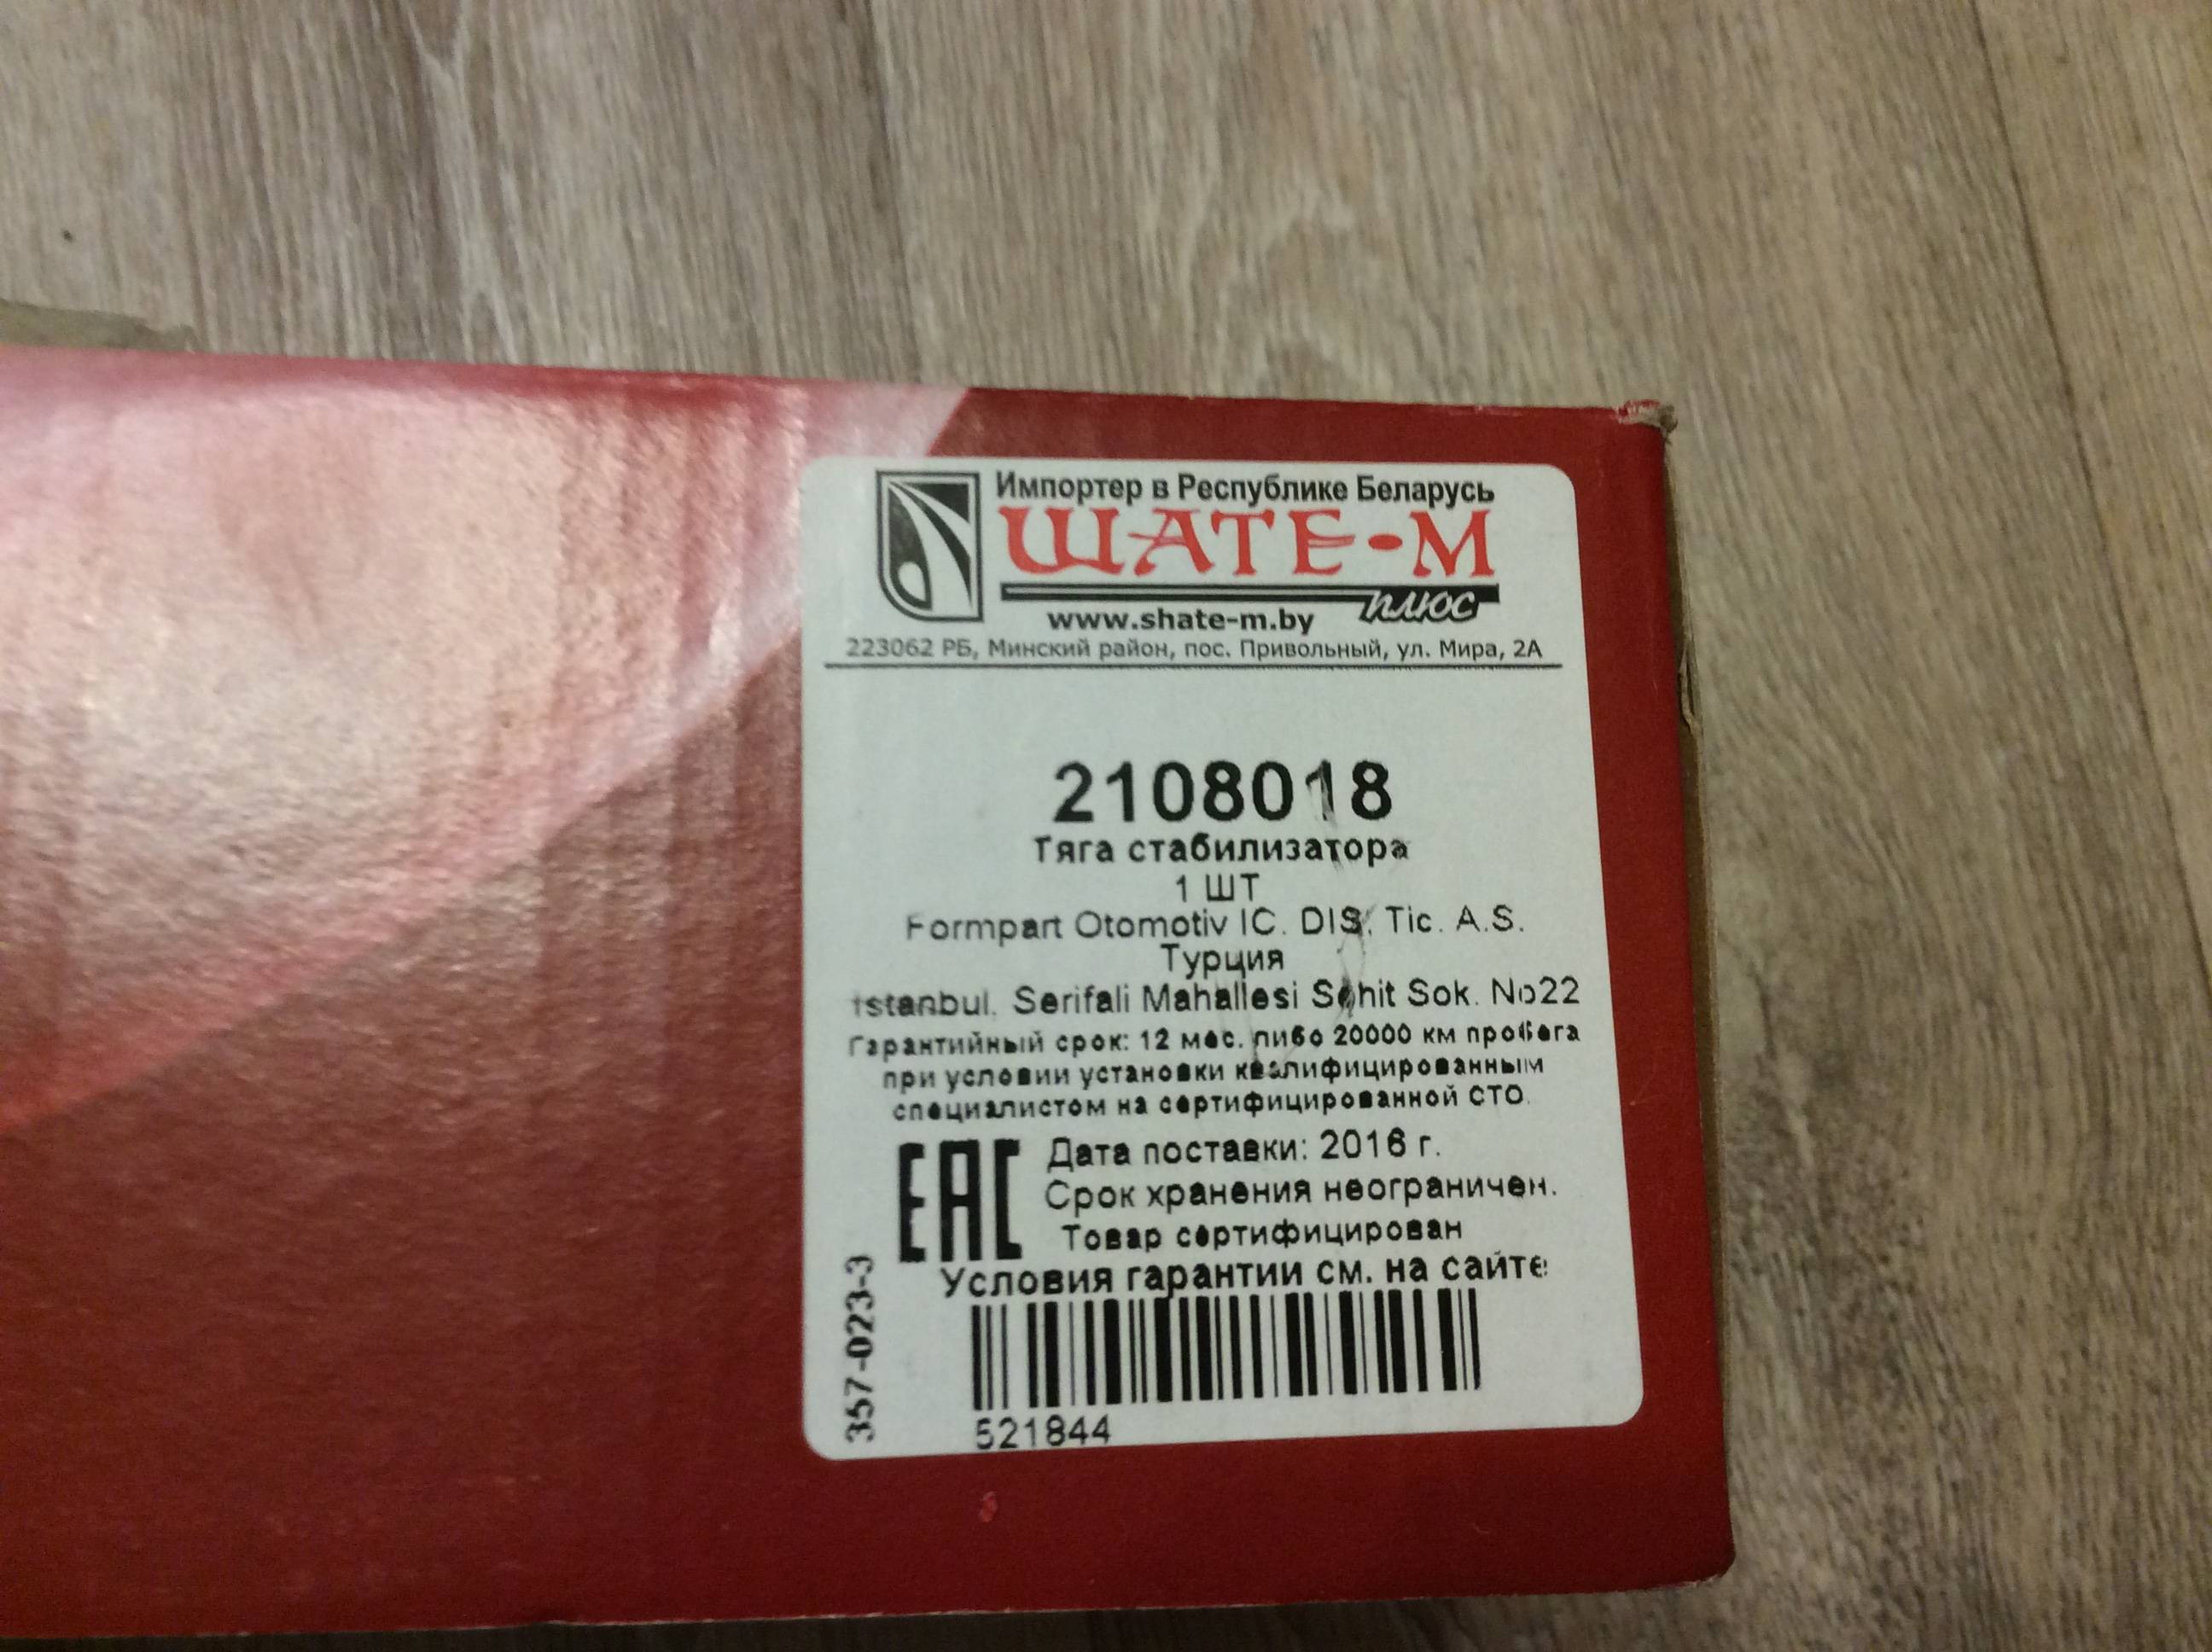 Импортер в Республике Беларусь
ШАТЕ-М
плюс
www.shate-m.by
223062 РБ, Минский район, пос. Привольный, ул. Мира, 2А
2108018
Тяга стабилизатора
1 ШТ
Formpart Otomotiv IC. DIS. Tic. A.S.
Турция
Istanbul. Serifali Mahallesi Sehit Sok. No22
Гарантийный срок: 12 мес. либо 20000 км пробега
при условии установки квалифицированным
специалистом на сертифицированной СТО.
EAC
Дата поставки: 2016 г.
Срок хранения неограничен.
Товар сертифицирован
Условия гарантии см. на сайте
357-023-3
521844